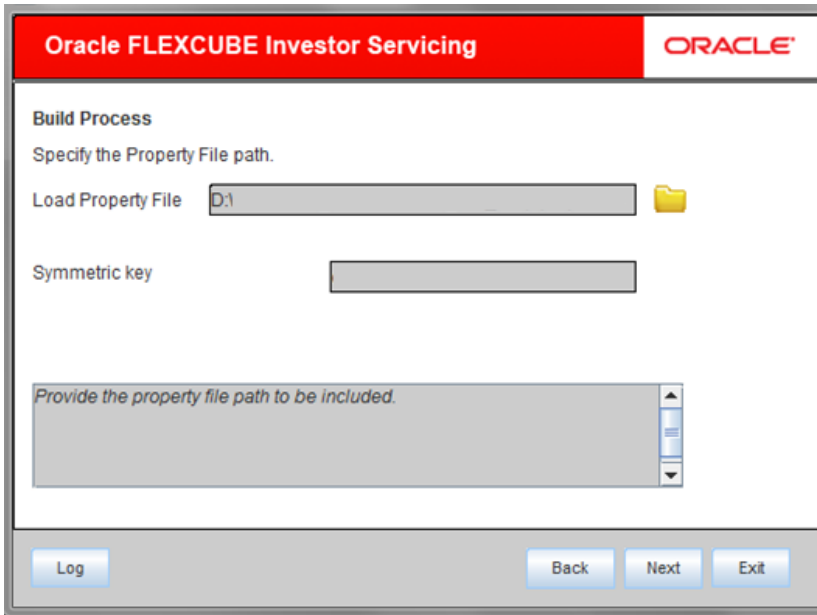 Oracle FLEXCUBE Investor Servicing
ORACLE
Build Process
Specify the Property File path.
Load Property File D:\
Symmetric key
Provide the property file path to be included.
Log Back Next Exit